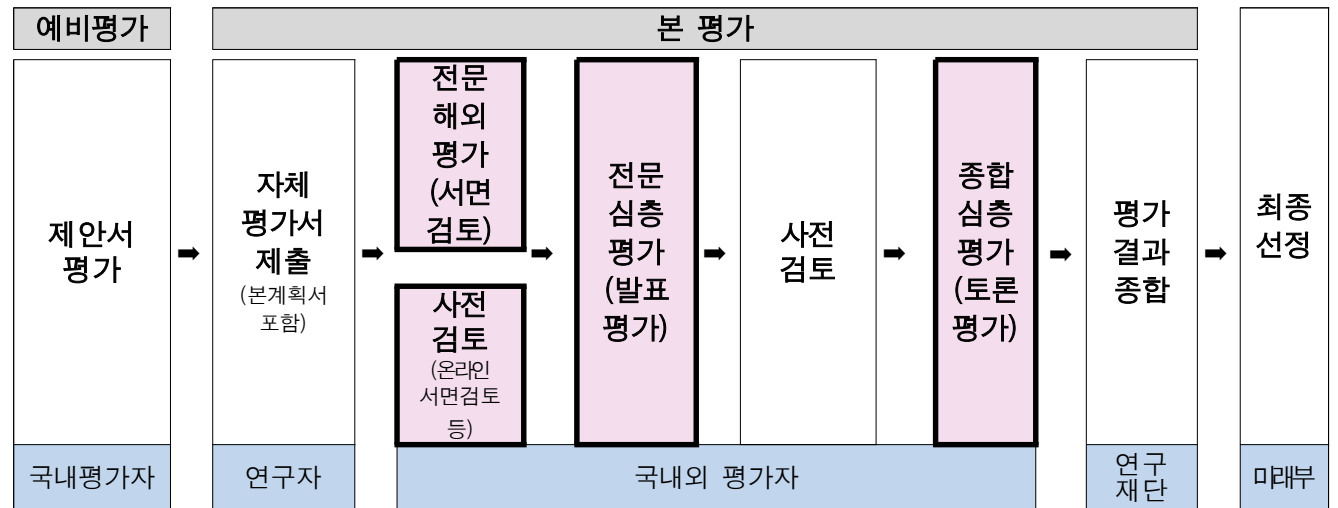 예비평가
본 평가
제안서
평가
➡
자체
평가서
제출
(본계획서
포함)
➡
전문
해외
평가
(서면
검토)
사전
검토
(온라인
서면검토
등)
➡
전문
심층
평가
(발표
평가)
➡
사전
검토
➡
종합
심층
평가
(토론
평가)
➡
평가
결과
종합
➡
최종
선정
국내평가자
연구자
국내외 평가자
연구
재단
미래부